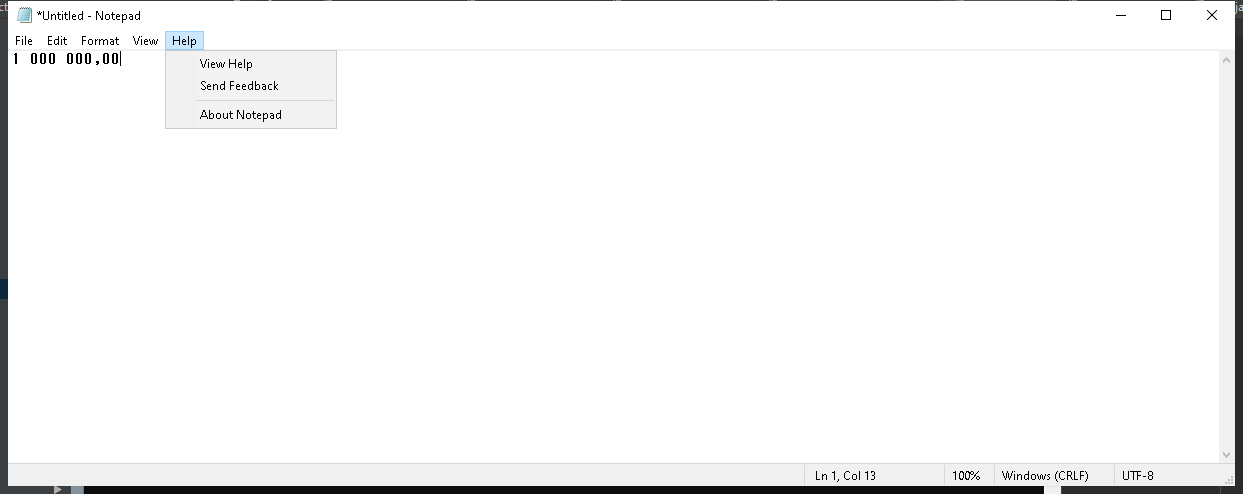 *Untitled - Notepad
File Edit Format View Help
1 000 000,00
View Help
Send Feedback
About Notepad
Ln 1, Col 13 100% Windows (CRLF) UTF-8